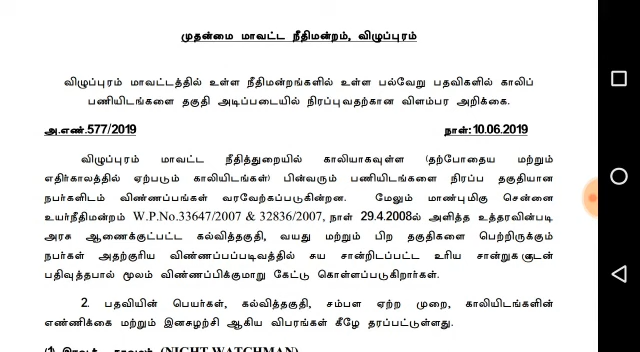 முதன்மை மாவட்ட நீதிமன்றம், விழுப்புரம்
விழுப்புரம் மாவட்டத்தில் உள்ள நீதிமன்றங்களில் உள்ள பல்வேறு பதவிகளில் காலிப்
பணியிடங்களை தகுதி அடிப்படையில் நிரப்புவதற்கான விளம்பர அறிக்கை.
அ.எண்.577/2019 நாள்:10.06.2019
விழுப்புரம் மாவட்ட நீதித்துறையில் காலியாகவுள்ள (தற்போதைய மற்றும்
எதிர்காலத்தில் ஏற்படும் காலியிடங்கள்) பின்வரும் பணியிடங்களை நிரப்ப தகுதியான
நபர்களிடம் விண்ணப்பங்கள் வரவேற்கப்படுகின்றன. மேலும் மாண்புமிகு சென்னை
உயர்நீதிமன்றம் W.P.No.33647/2007 & 32836/2007, நாள் 29.4.2008ல் அளித்த உத்தரவின்படி
அரசு ஆணைக்குட்பட்ட கல்வித்தகுதி, வயது மற்றும் பிற தகுதிகளை பெற்றிருக்கும்
நபர்கள் அதற்குரிய விண்ணப்பப்படிவத்தில் சுய சான்றிடப்பட்ட உரிய சான்றுகளுடன்
பதிவுத்தபால் மூலம் விண்ணப்பிக்குமாறு கேட்டு கொள்ளப்படுகிறார்கள்.
2. பதவியின் பெயர்கள், கல்வித்தகுதி, சம்பள ஏற்ற முறை, காலியிடங்களின்
எண்ணிக்கை மற்றும் இனசுழற்சி ஆகிய விபரங்கள் கீழே தரப்பட்டுள்ளது.
(1) இரவுக் காவலர் (NIGHT WATCHMAN)